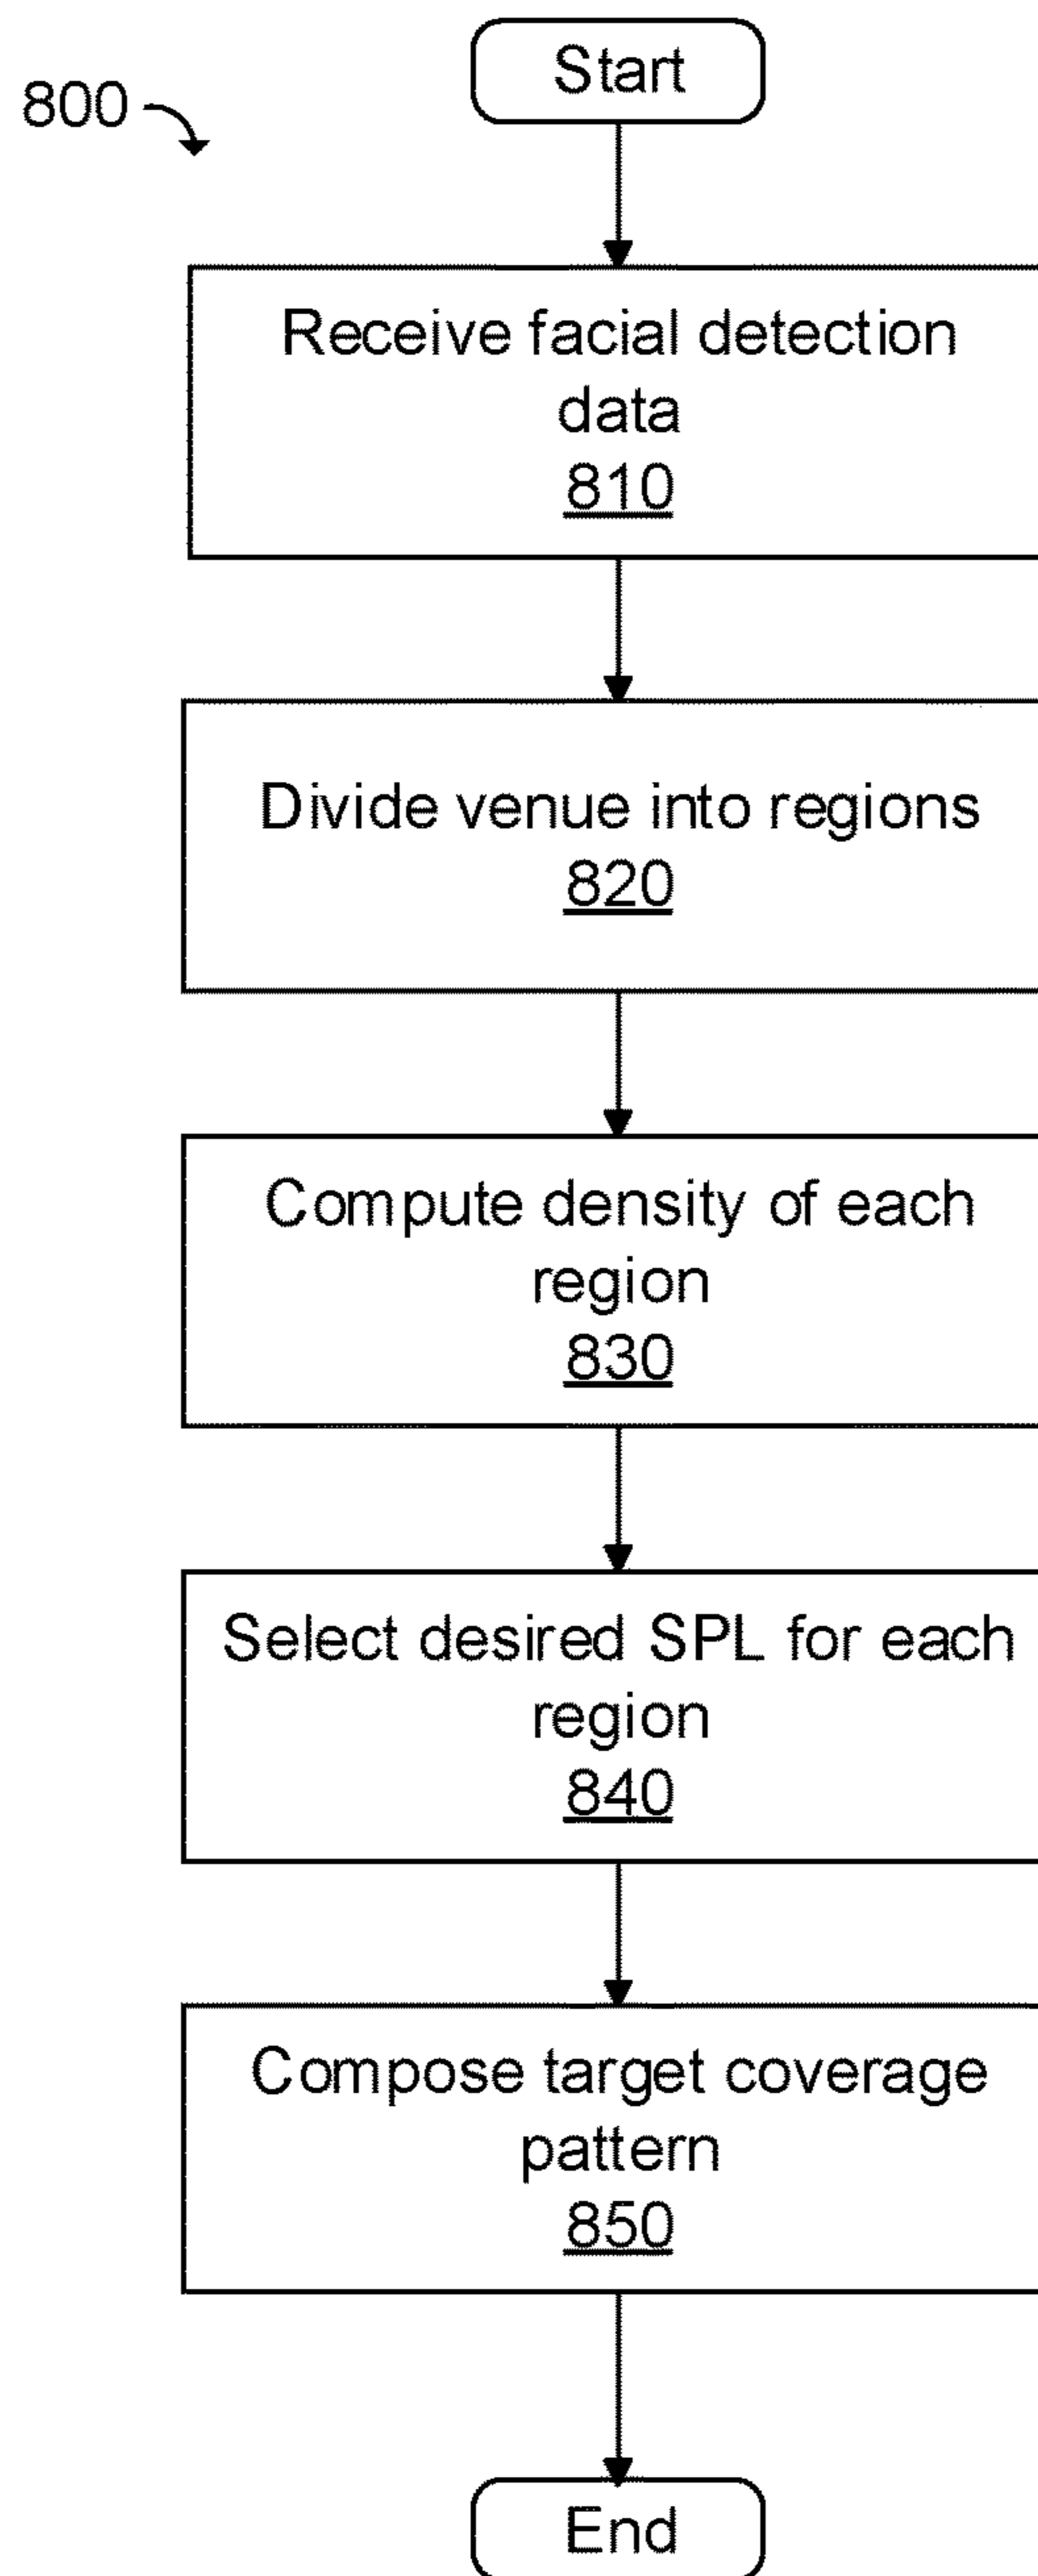 Start
800
Receive facial detection
data
810
Divide venue into regions
820
Compute density of each
region
830
Select desired SPL for each
region
840
Compose target coverage
pattern
850
End